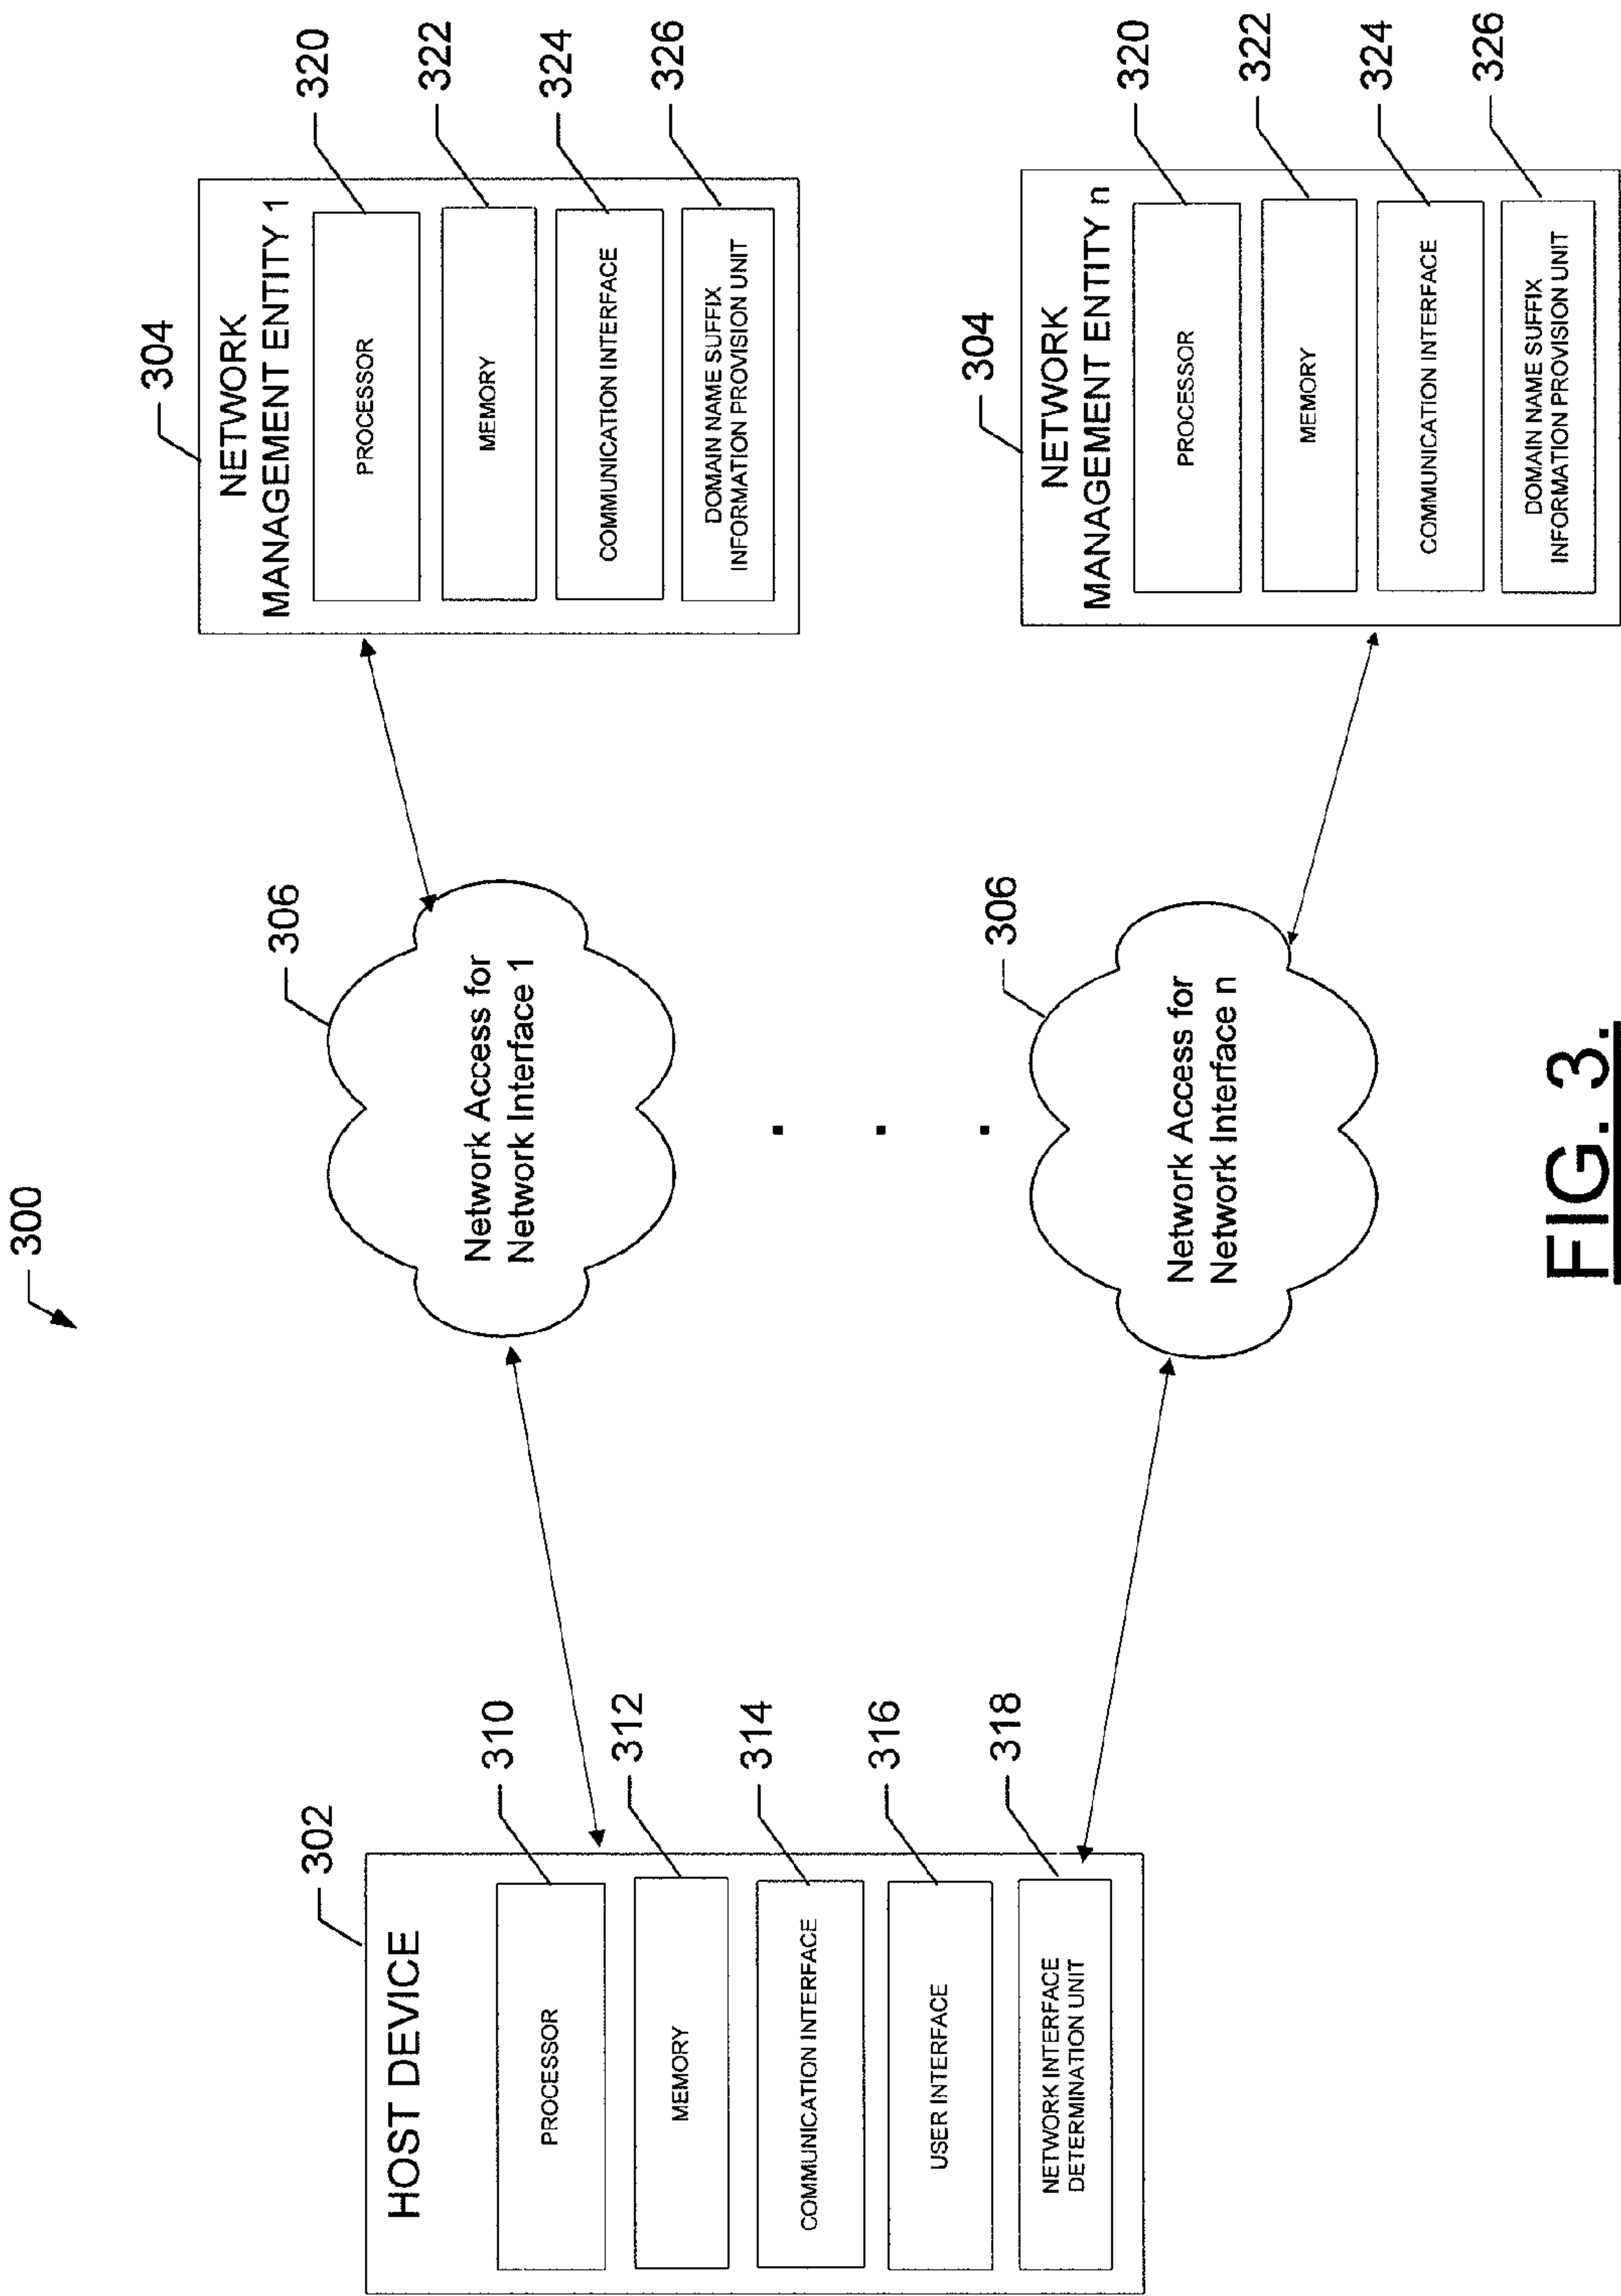 300
302
HOST DEVICE
PROCESSOR
310
MEMORY
312
COMMUNICATION INTERFACE
314
USER INTERFACE
316
NETWORK INTERFACE
DETERMINATION UNIT
318
306
Network Access for
Network Interface 1
.
.
.
306
Network Access for
Network Interface n
304
NETWORK
MANAGEMENT ENTITY 1
PROCESSOR
320
MEMORY
322
COMMUNICATION INTERFACE
324
DOMAIN NAME SUFFIX
INFORMATION PROVISION UNIT
326
304
NETWORK
MANAGEMENT ENTITY n
PROCESSOR
320
MEMORY
322
COMMUNICATION INTERFACE
324
DOMAIN NAME SUFFIX
INFORMATION PROVISION UNIT
326
FIG. 3.